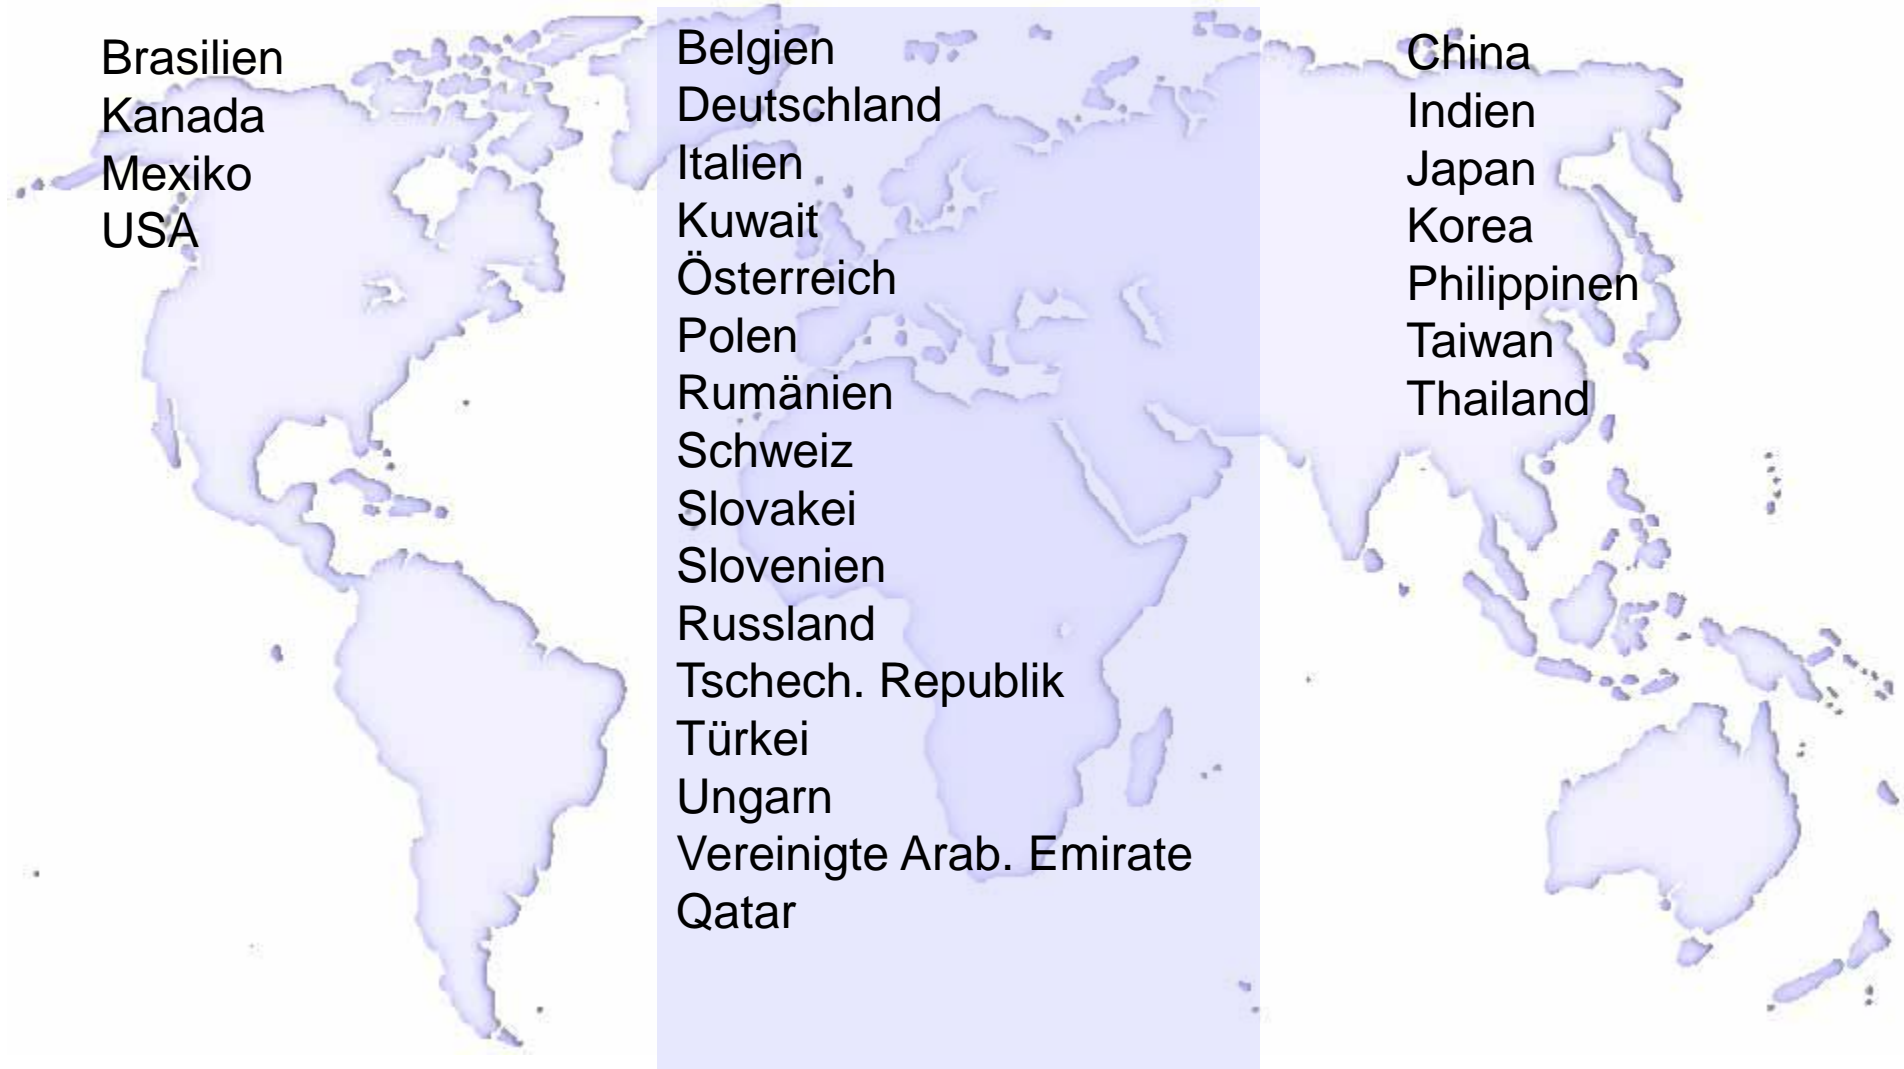 Brasilien
Kanada
Mexiko
USA
Belgien
Deutschland
Italien
Kuwait
Österreich
Polen
Rumänien
Schweiz
Slovakei
Slovenien
Russland
Tschech. Republik
Türkei
Ungarn
Vereinigte Arab. Emirate
Qatar
China
Indien
Japan
Korea
Philippinen
Taiwan
Thailand